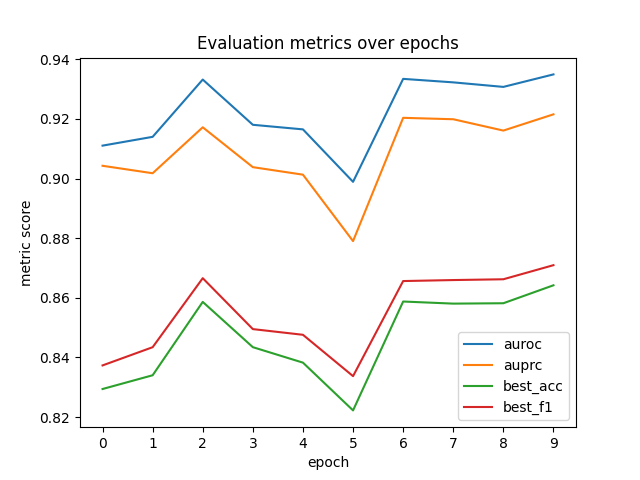 Evaluation metrics over epochs
metric score
0.94
0.92
0.90
0.88
0.86
0.84
0.82
auroc
auprc
best_acc
best_f1
0 1 2 3 4 5 6 7 8 9
epoch